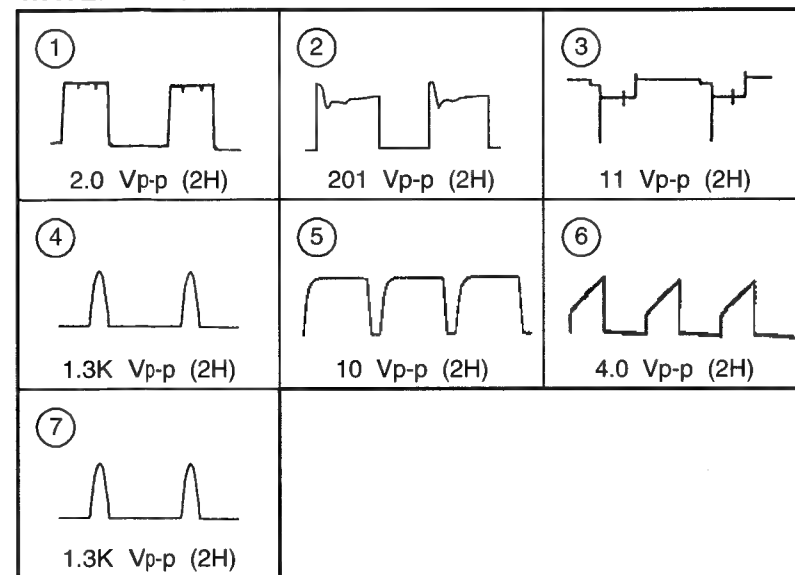 1 2 3
2.0 Vp-p (2H) 201 Vp-p (2H) 11 Vp-p (2H)
4 5 6
1.3K Vp-p (2H) 10 Vp-p (2H) 4.0 Vp-p (2H)
7
1.3K Vp-p (2H)